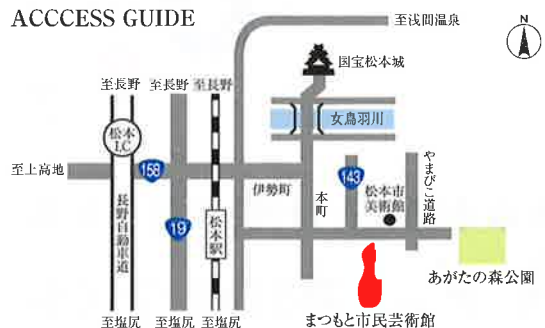 ACCCESS GUIDE
至浅間温泉
N
国宝松本城
至長野
至長野
至長野
女鳥羽川
松本
I.C
至上高地
158
伊勢町
本町
143
松本市
美術館
やまびこ道路
長野自動車道
19
松本駅
あがたの森公園
至塩尻
至塩尻
至塩尻
まつもと市民芸術館